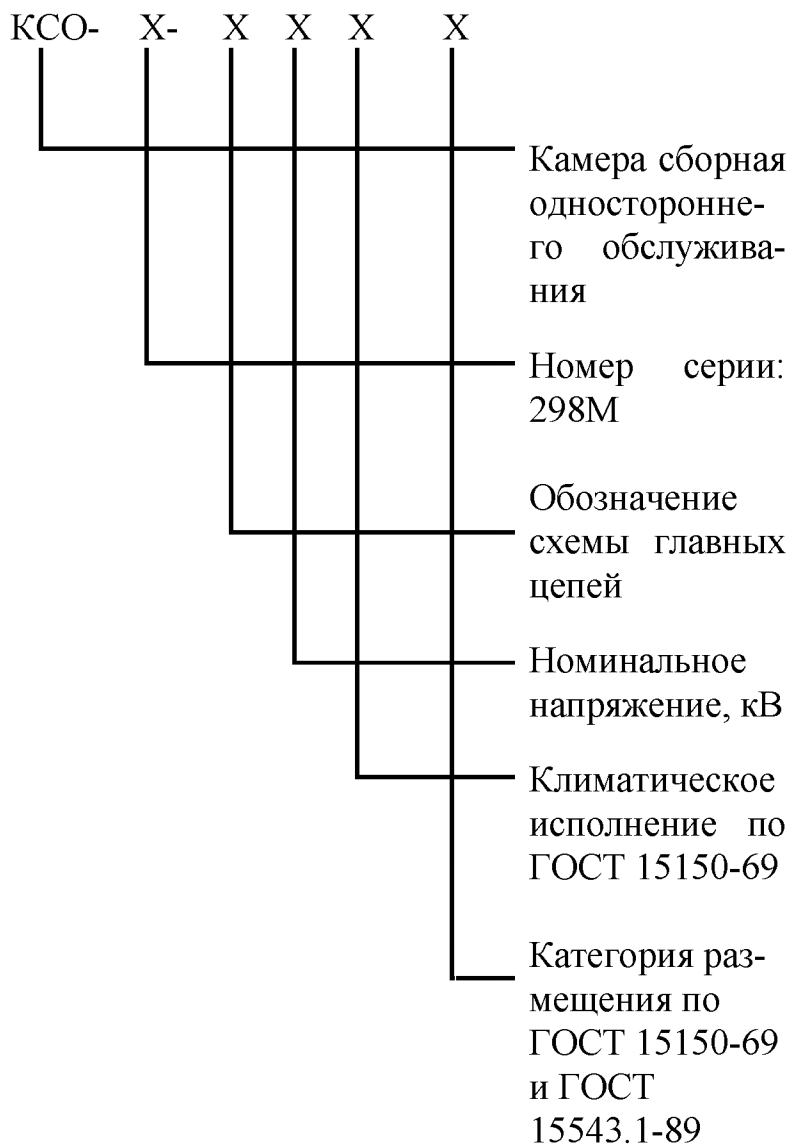 КСО- Х- Х Х Х Х
Камера сборная
односторонне-
го обслужива-
ния
Номер серии:
298М
Обозначение
схемы главных
цепей
Номинальное
напряжение, кВ
Климатическое
исполнение по
ГОСТ 15150-69
Категория раз-
мещения по
ГОСТ 15150-69
и ГОСТ
15543.1-89